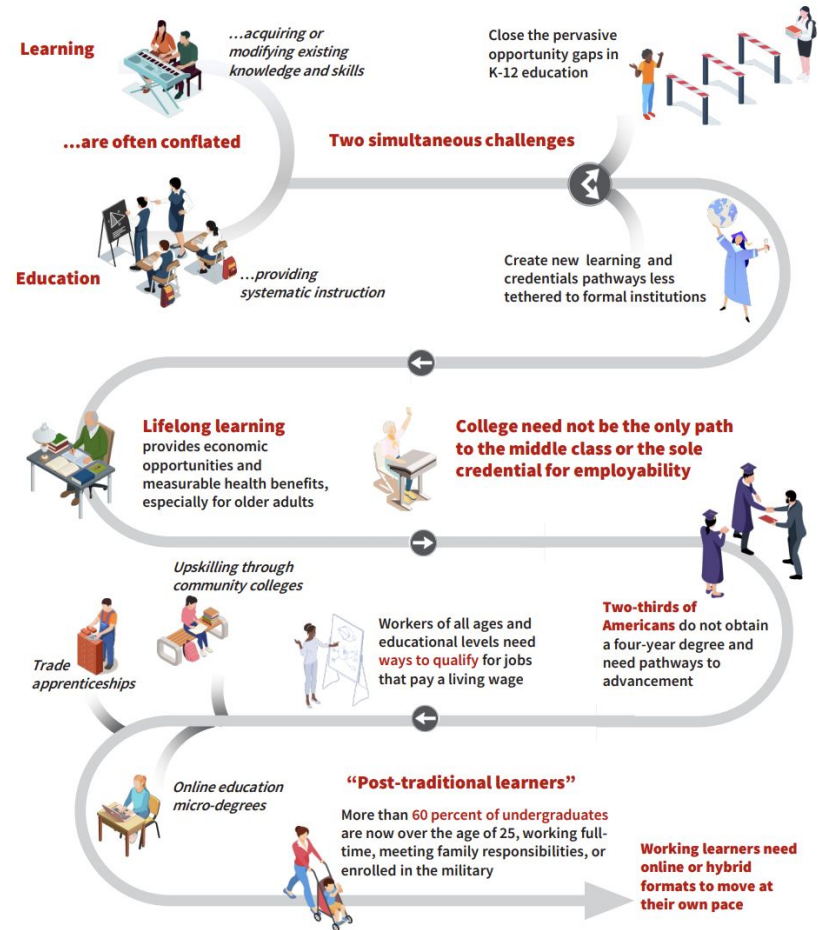 Learning
…acquiring or
modifying existing
knowledge and skills
Close the pervasive
opportunity gaps in
K-12 education
…are often conflated
Two simultaneous challenges
Education
…providing
systematic instruction
Create new learning and
credentials pathways less
tethered to formal institutions
Lifelong learning
provides economic
opportunities and
measurable health benefits,
especially for older adults
College need not be the only path
to the middle class or the sole
credential for employability
Upskilling through
community colleges
Trade
apprenticeships
Workers of all ages and
educational levels need
ways to qualify for jobs
that pay a living wage
Two-thirds of
Americans do not obtain
a four-year degree and
need pathways to
advancement
Online education
micro-degrees
“Post-traditional learners”
More than 60 percent of undergraduates
are now over the age of 25, working full-
time, meeting family responsibilities, or
enrolled in the military
Working learners need
online or hybrid
formats to move at
their own pace